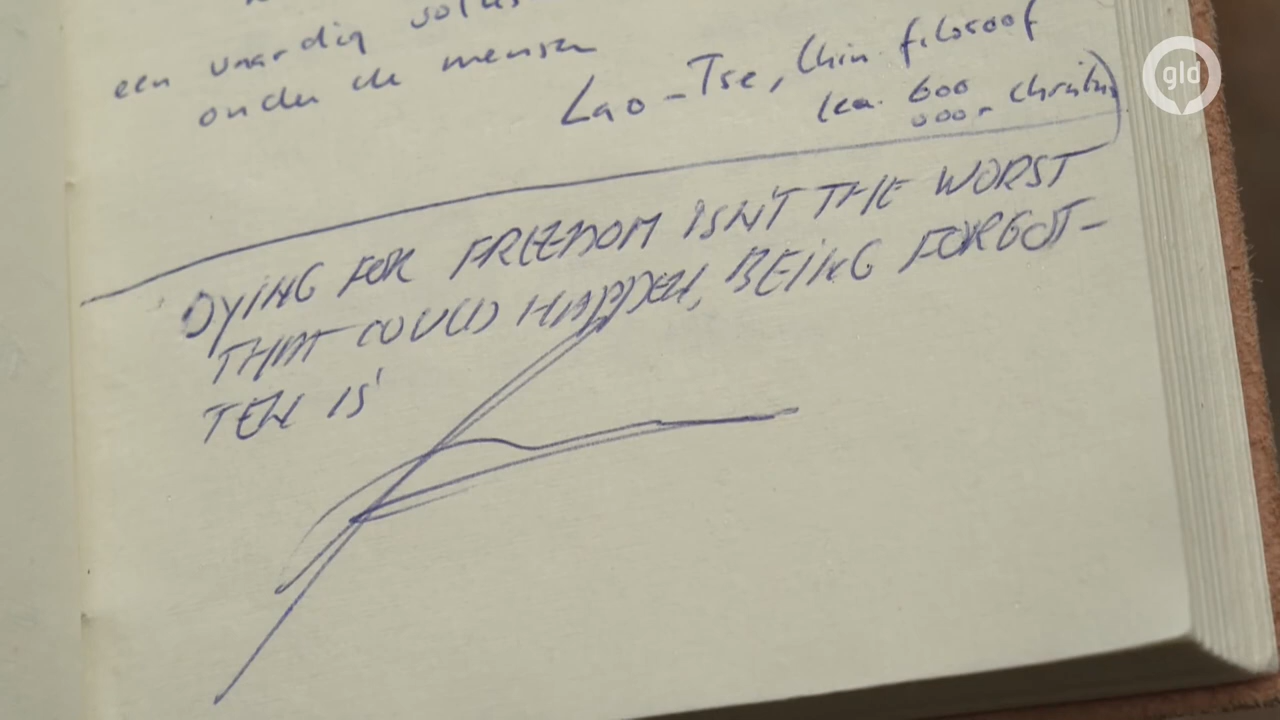 een waardig
onder de mensen
Lao-Tse, Chin. filosoof
(ca. 600
voor Christus)
DYING FOR FREEDOM ISN'T THE WORST
THAT COULD HAPPEN, BEING FORGOT-
TEN IS'
gld